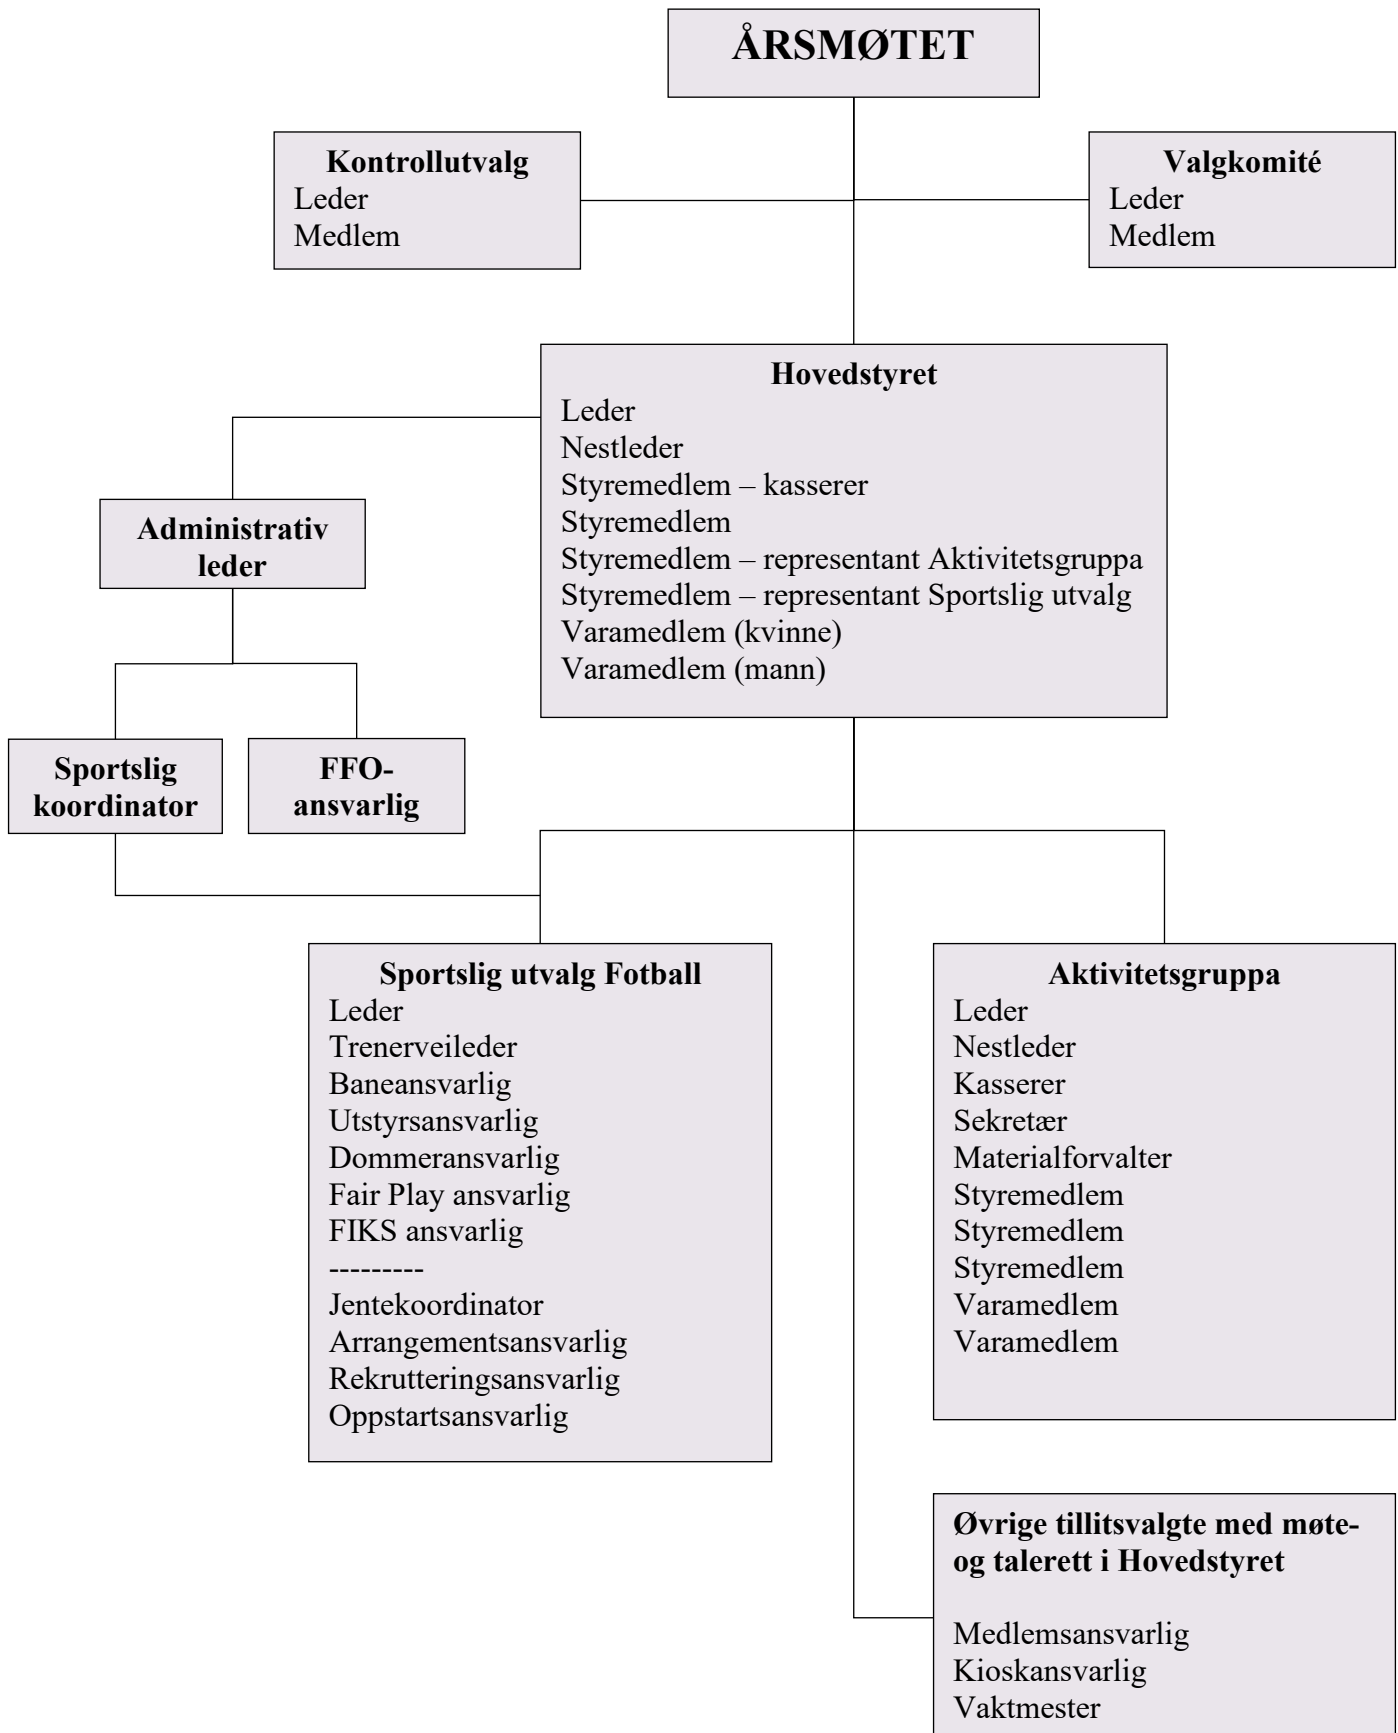 ÅRSMØTET
Kontrollutvalg
Leder
Medlem
Valgkomité
Leder
Medlem
Hovedstyret
Leder
Nestleder
Styremedlem – kasserer
Styremedlem
Styremedlem – representant Aktivitetsgruppa
Styremedlem – representant Sportslig utvalg
Varamedlem (kvinne)
Varamedlem (mann)
Administrativ
leder
Sportslig
koordinator
FFO-
ansvarlig
Sportslig utvalg Fotball
Leder
Trenerveileder
Baneansvarlig
Utstyrsansvarlig
Dommeransvarlig
Fair Play ansvarlig
FIKS ansvarlig
---------
Jentekoordinator
Arrangementsansvarlig
Rekrutteringsansvarlig
Oppstartsansvarlig
Aktivitetsgruppa
Leder
Nestleder
Kasserer
Sekretær
Materialforvalter
Styremedlem
Styremedlem
Styremedlem
Varamedlem
Varamedlem
Øvrige tillitsvalgte med møte-
og talerett i Hovedstyret
Medlemsansvarlig
Kioskansvarlig
Vaktmester